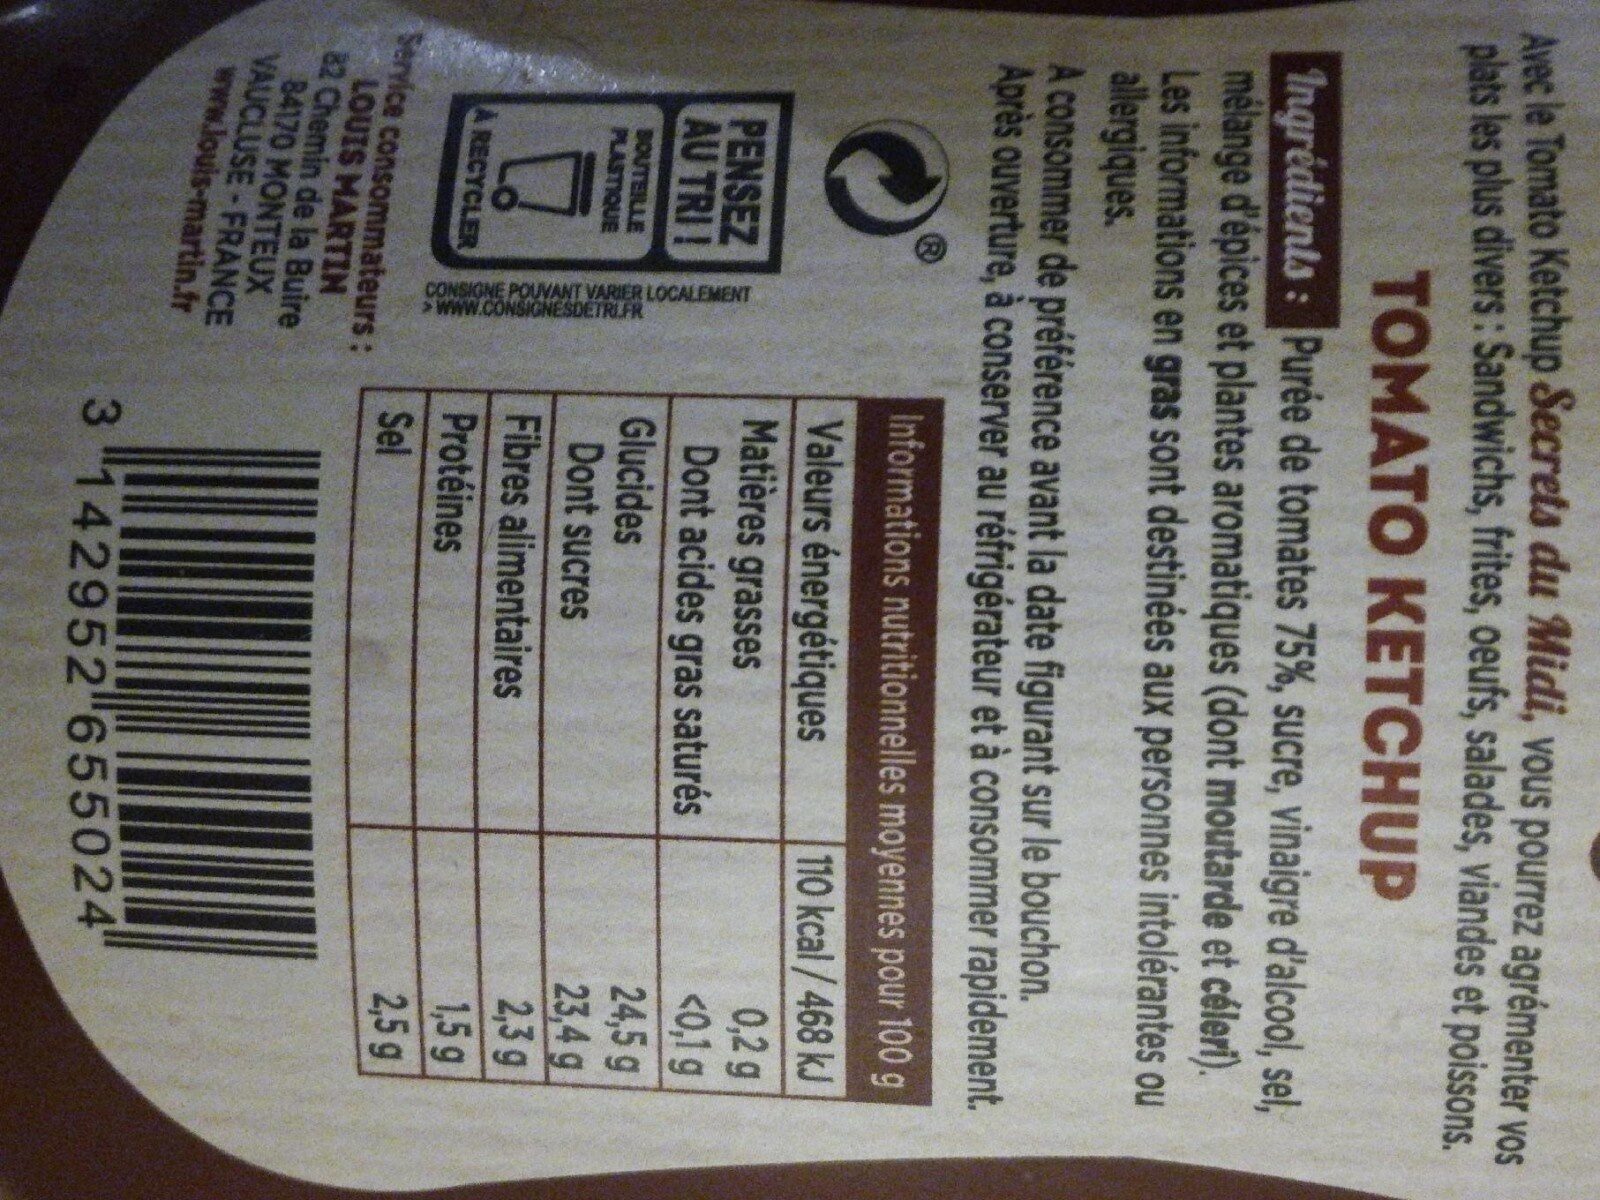 Avec le Tomato Ketchup Secrets du Midi, vous pourrez agrémenter vos
plats les plus divers : Sandwichs, frites, oeufs, salades, viandes et poissons.
TOMATO KETCHUP
Ingrédients : Purée de tomates 75%, sucre, vinaigre d'alcool, sel,
mélange d'épices et plantes aromatiques (dont moutarde et céleri).
Les informations en gras sont destinées aux personnes intolérantes ou
allergiques.
A consommer de préférence avant la date figurant sur le bouchon.
Après ouverture, à conserver au réfrigérateur et à consommer rapidement.
®
PENSEZ
AU TRI !
BOUTEILLE
PLASTIQUE
À RECYCLER
CONSIGNE POUVANT VARIER LOCALEMENT
> WWW.CONSIGNESDETRI.FR
Service consommateurs :
LOUIS MARTIN
82 Chemin de la Buire
84170 MONTEUX
VAUCLUSE - FRANCE
www.louis-martin.fr
Informations nutritionnelles moyennes pour 100 g
Valeurs énergétiques 110 kcal / 468 kJ
Matières grasses 0,2 g
Dont acides gras saturés <0,1 g
Glucides 24,5 g
Dont sucres 23,4 g
Fibres alimentaires 2,3 g
Protéines 1,5 g
Sel 2,5 g
3 142952 655024